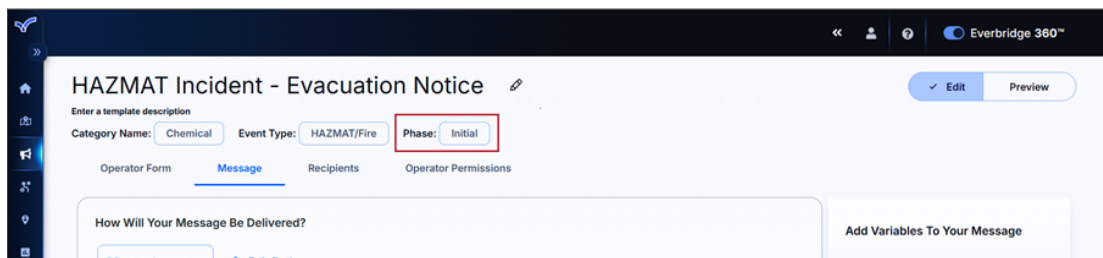 Everbridge 360™
HAZMAT Incident - Evacuation Notice
Edit Preview
Enter a template description
Category Name: Chemical Event Type: HAZMAT/Fire Phase: Initial
Operator Form Message Recipients Operator Permissions
How Will Your Message Be Delivered?
Add Variables To Your Message